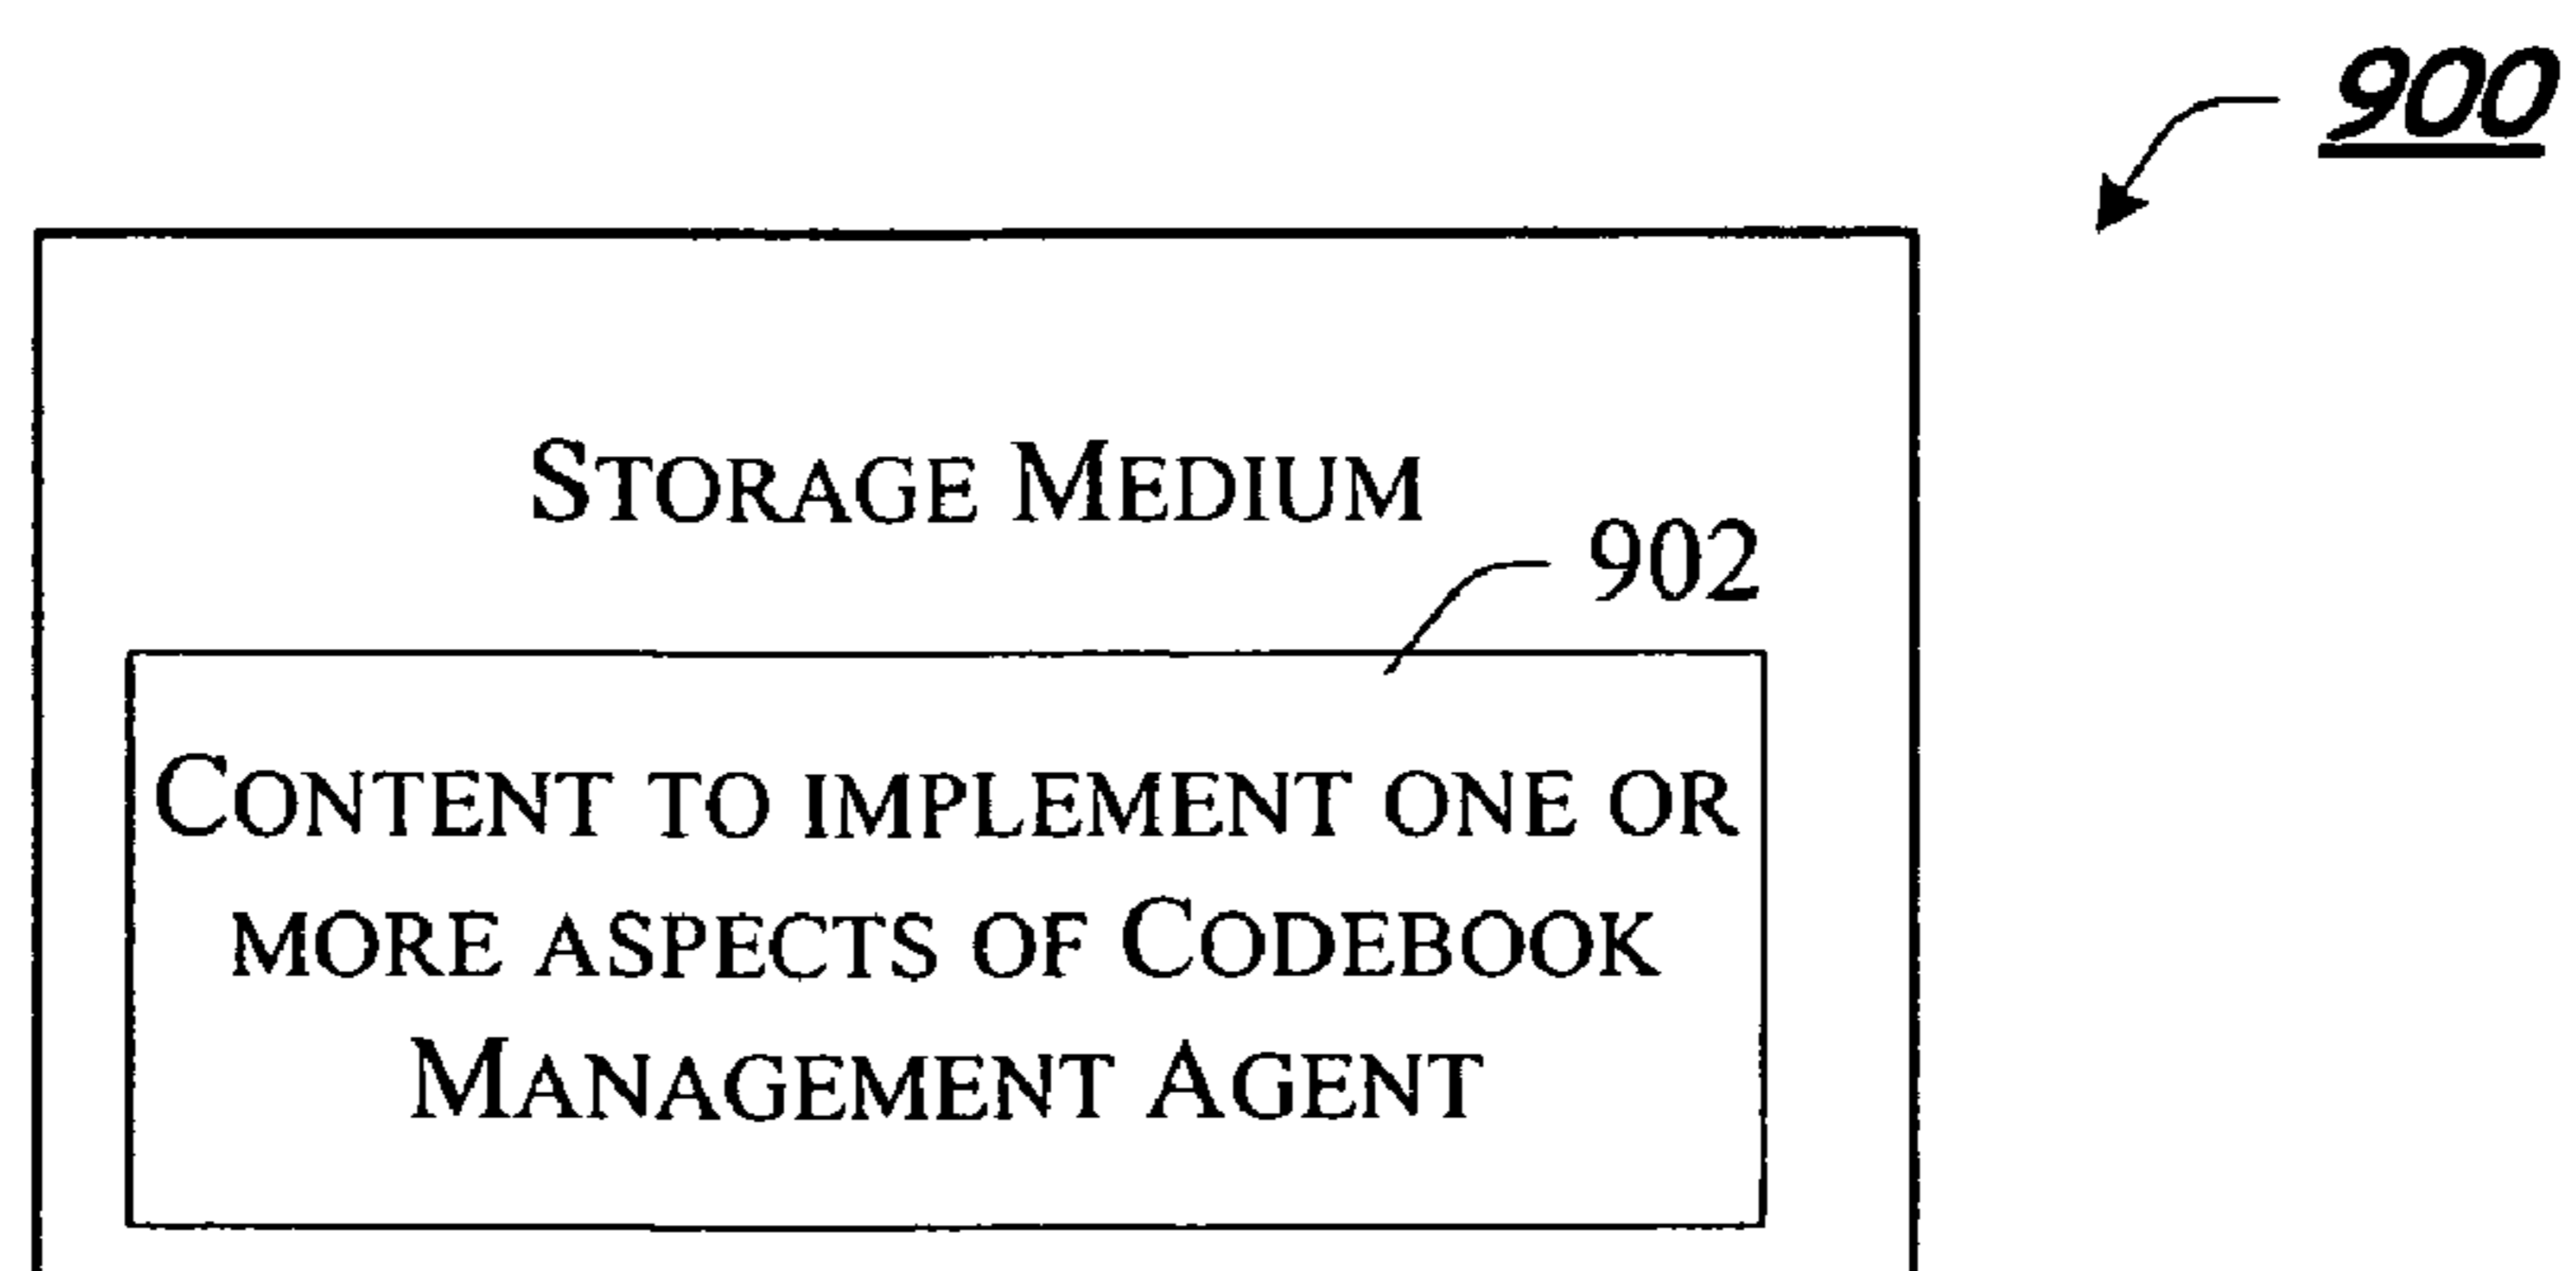 900
STORAGE MEDIUM
902
CONTENT TO IMPLEMENT ONE OR
MORE ASPECTS OF CODEBOOK
MANAGEMENT AGENT